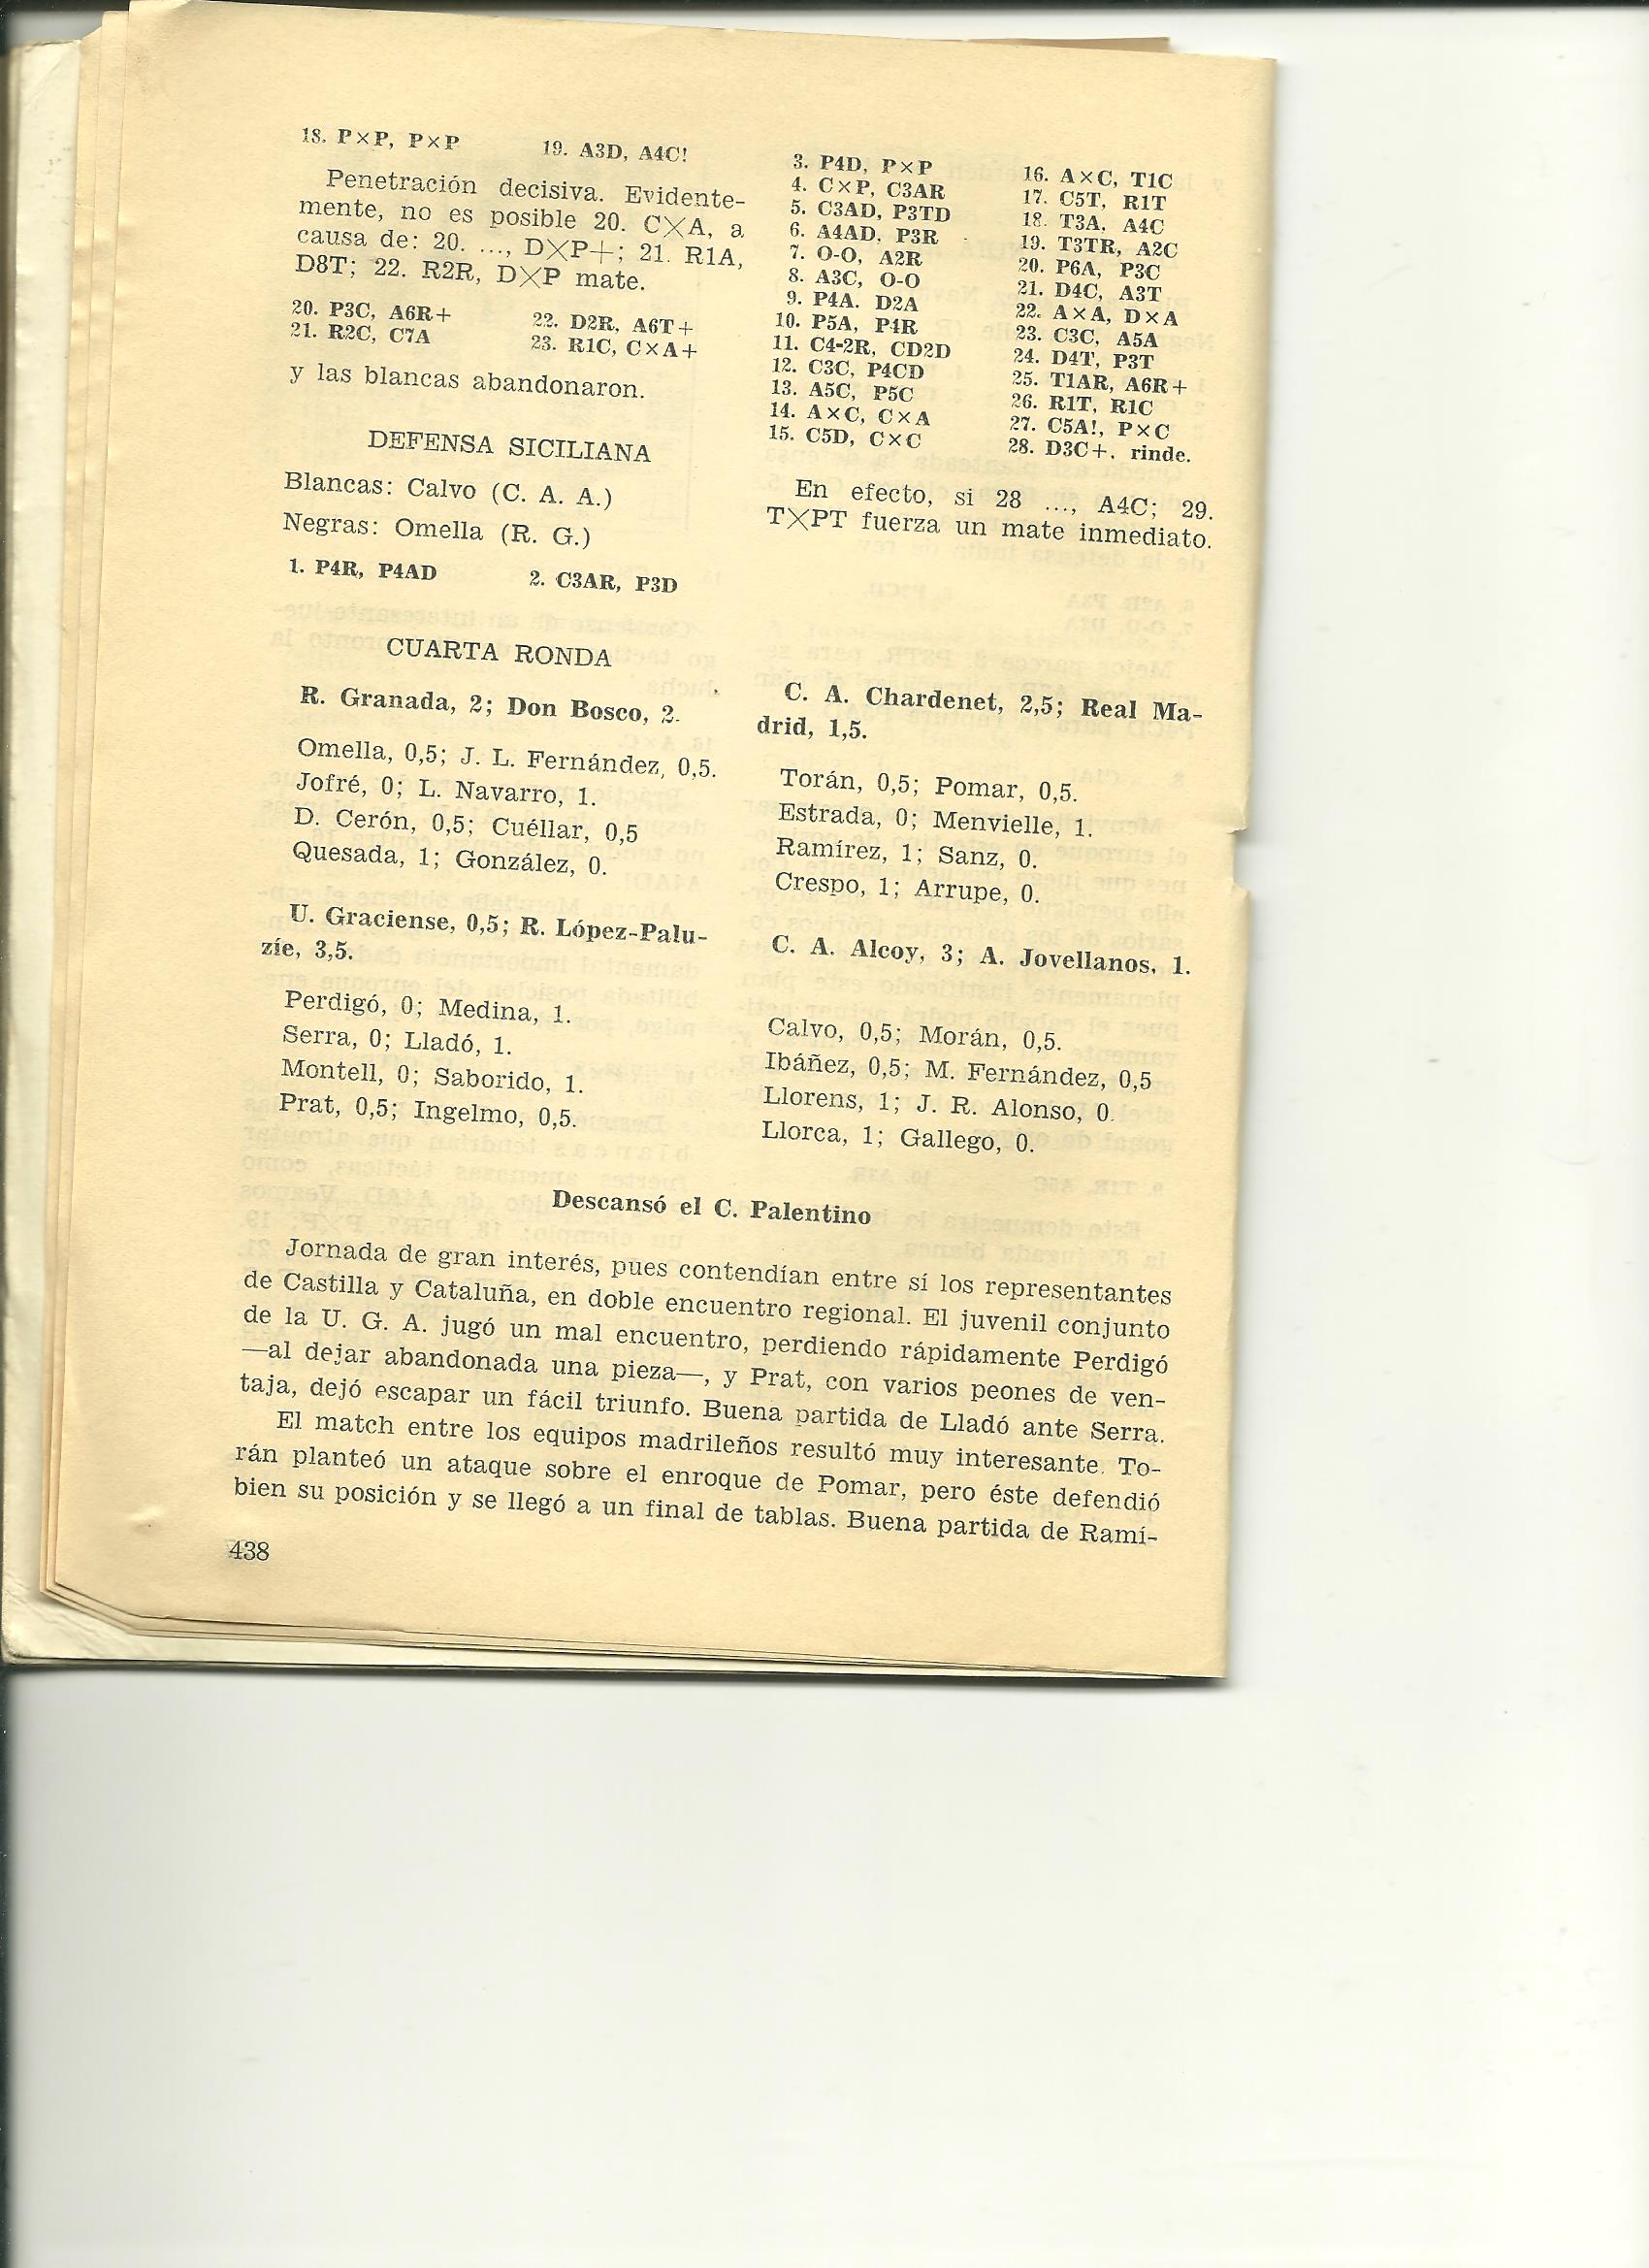 18. P×P, P×P 19. A3D, A4C!
Penetración decisiva. Evidente-
mente, no es posible 20. C×A, a
causa de: 20. ..., D×P+; 21. R1A,
D8T; 22. R2R, D×P mate.
20. P3C, A6R+ 22. D2R, A6T+
21. R2C, C7A 23. R1C, C×A+
y las blancas abandonaron.
DEFENSA SICILIANA
Blancas: Calvo (C. A. A.)
Negras: Omella (R. G.)
1. P4R, P4AD 2. C3AR, P3D
3. P4D, P×P
4. C×P, C3AR
5. C3AD, P3TD
6. A4AD, P3R
7. O-O, A2R
8. A3C, O-O
9. P4A. D2A
10. P5A, P4R
11. C4-2R, CD2D
12. C3C, P4CD
13. A5C, P5C
14. A×C, C×A
15. C5D, C×C
16. A×C, T1C
17. C5T, R1T
18. T3A, A4C
19. T3TR, A2C
20. P6A, P3C
21. D4C, A3T
22. A×A, D×A
23. C3C, A5A
24. D4T, P3T
25. T1AR, A6R+
26. R1T, R1C
27. C5A!, P×C
28. D3C+. rinde.
En efecto, si 28 ..., A4C; 29.
T×PT fuerza un mate inmediato.
CUARTA RONDA
R. Granada, 2; Don Bosco, 2.
Omella, 0,5; J. L. Fernández, 0,5.
Jofré, 0; L. Navarro, 1.
D. Cerón, 0,5; Cuéllar, 0,5
Quesada, 1; González, 0.
U. Graciense, 0,5; R. López-Palu-
zíe, 3,5.
Perdigó, 0; Medina, 1.
Serra, 0; Lladó, 1.
Montell, 0; Saborido, 1.
Prat, 0,5; Ingelmo, 0,5.
C. A. Chardenet, 2,5; Real Ma-
drid, 1,5.
Torán, 0,5; Pomar, 0,5.
Estrada, 0; Menvielle, 1.
Ramírez, 1; Sanz, 0.
Crespo, 1; Arrupe, 0.
C. A. Alcoy, 3; A. Jovellanos, 1.
Calvo, 0,5; Morán, 0,5.
Ibáñez, 0,5; M. Fernández, 0,5
Llorens, 1; J. R. Alonso, 0.
Llorca, 1; Gallego, 0.
Descansó el C. Palentino
Jornada de gran interés, pues contendían entre sí los representantes
de Castilla y Cataluña, en doble encuentro regional. El juvenil conjunto
de la U. G. A. jugó un mal encuentro, perdiendo rápidamente Perdigó
—al dejar abandonada una pieza—, y Prat, con varios peones de ven-
taja, dejó escapar un fácil triunfo. Buena partida de Lladó ante Serra.
El match entre los equipos madrileños resultó muy interesante. To-
rán planteó un ataque sobre el enroque de Pomar, pero éste defendió
bien su posición y se llegó a un final de tablas. Buena partida de Ramí-
438